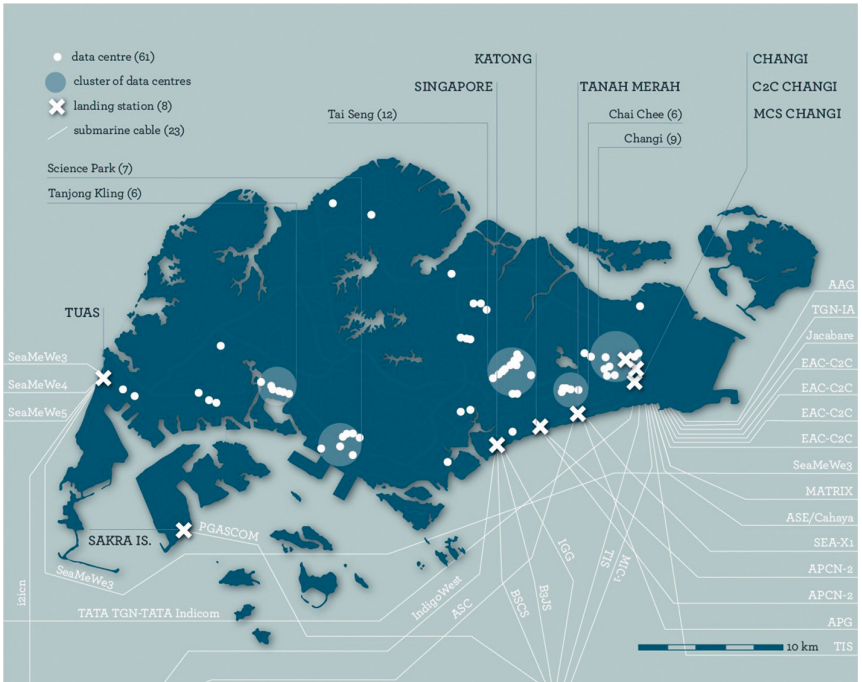 data centre (61)
cluster of data centres
landing station (8)
submarine cable (23)
KATONG
SINGAPORE
TANAH MERAH
CHANGI
C2C CHANGI
MCS CHANGI
Tai Seng (12)
Chai Chee (6)
Changi (9)
Science Park (7)
Tanjong Kling (6)
TUAS
SeaMeWe3
SeaMeWe4
SeaMeWe5
AAG
TGN-IA
Jacabare
EAC-C2C
EAC-C2C
EAC-C2C
EAC-C2C
SeaMeWe3
MATRIX
ASE/Cahaya
SEA-X1
APCN-2
APCN-2
APG
TIS
SAKRA IS.
PGASCOM
SeaMeWe3
i2icn
TATA TGN-TATA Indicom
IndigoWest
ASC
BSCS
B3JS
IGG
TIS
MIC-1
10 km